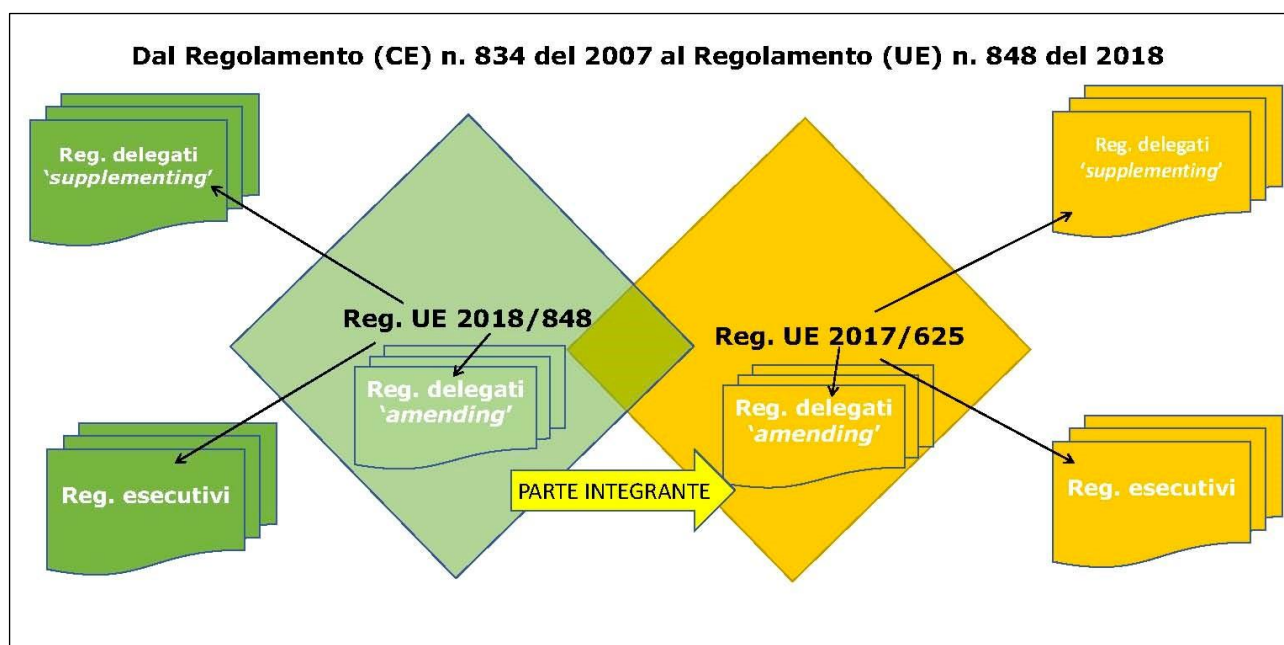 Dal Regolamento (CE) n. 834 del 2007 al Regolamento (UE) n. 848 del 2018
Reg. delegati
‘supplementing’
Reg. delegati
‘supplementing’
Reg. UE 2018/848
Reg. UE 2017/625
Reg. delegati
‘amending’
Reg. delegati
‘amending’
PARTE INTEGRANTE
Reg. esecutivi
Reg. esecutivi